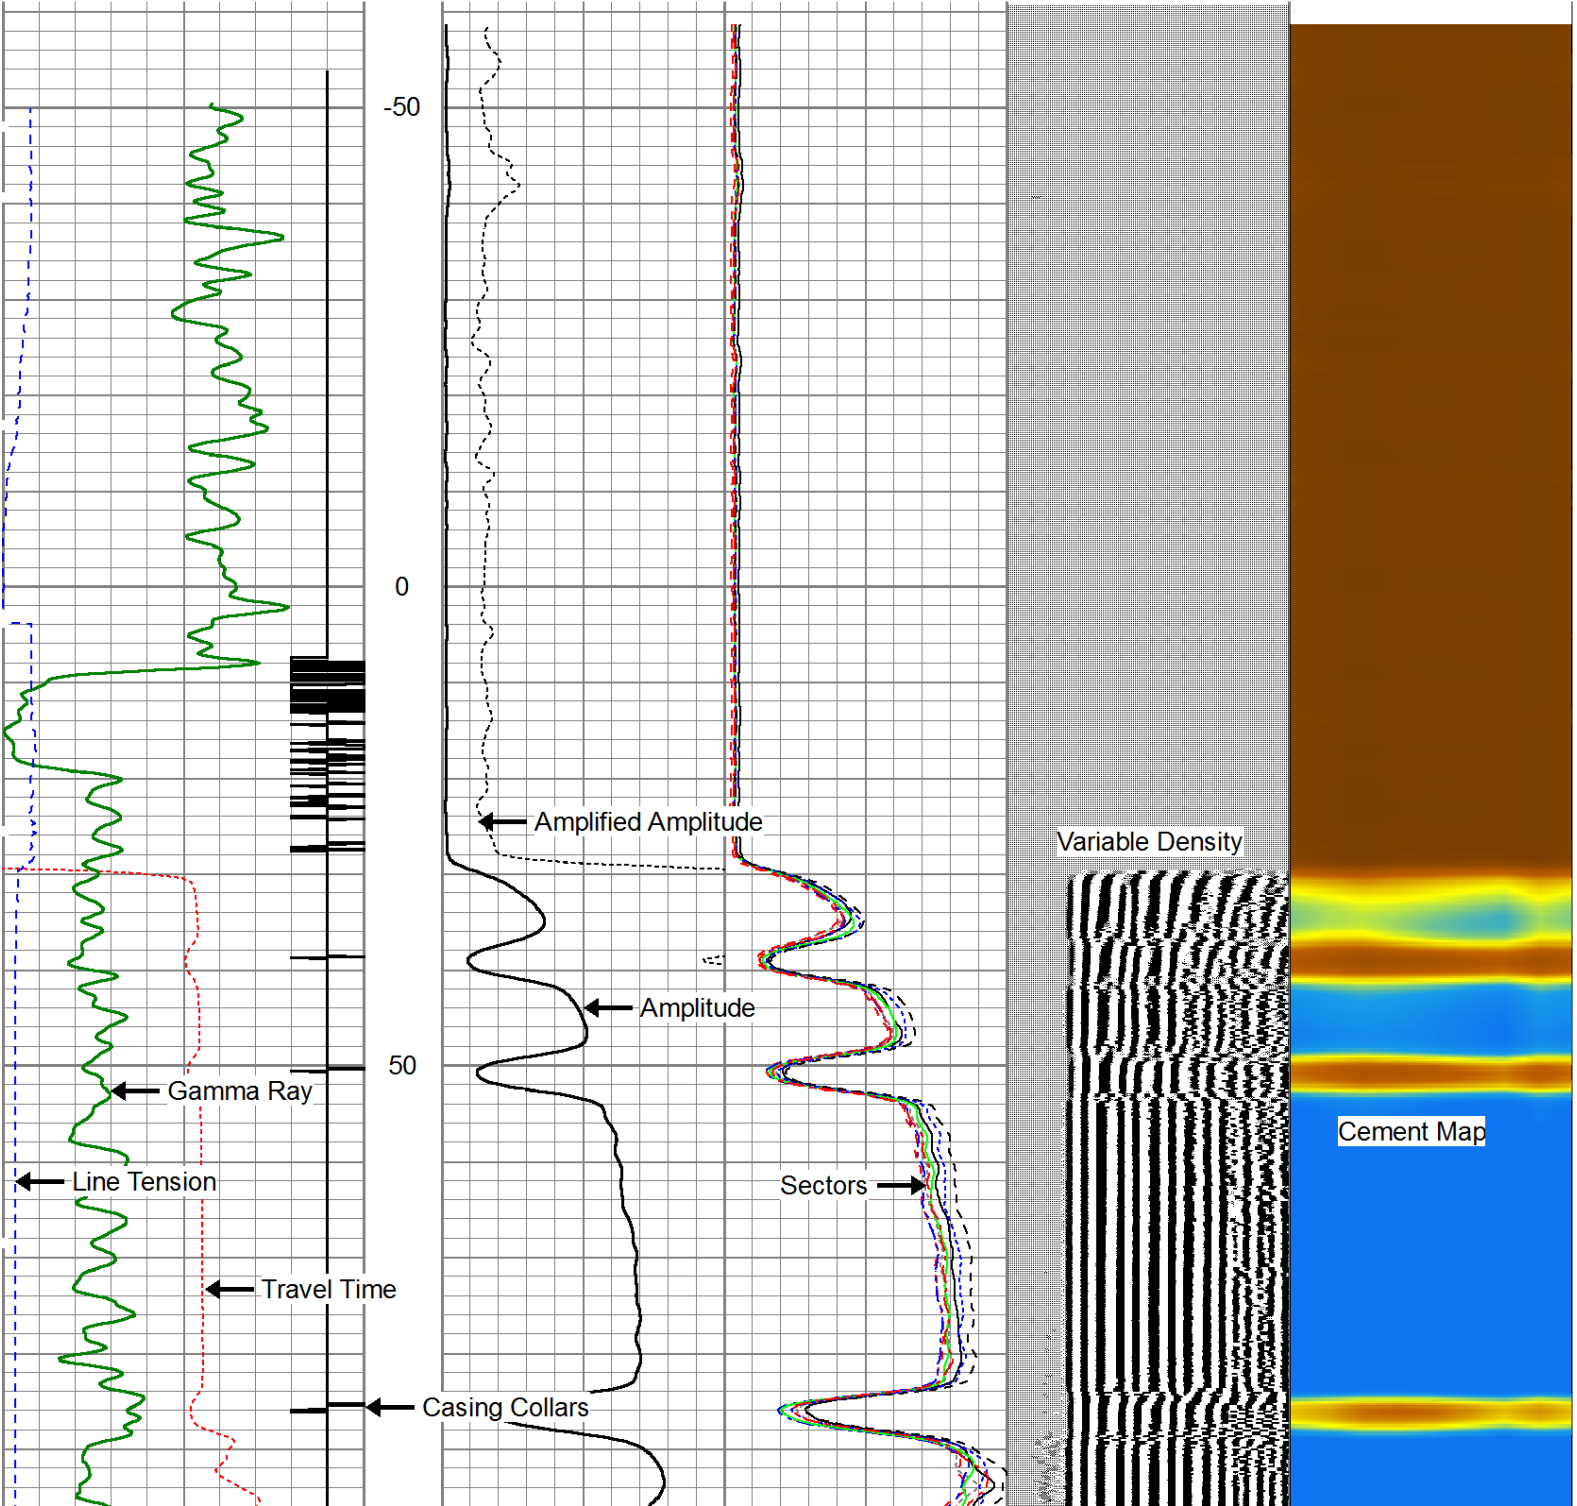 -50
0
Amplified Amplitude
Variable Density
Amplitude
50
Gamma Ray
Cement Map
Line Tension
Sectors
Travel Time
Casing Collars